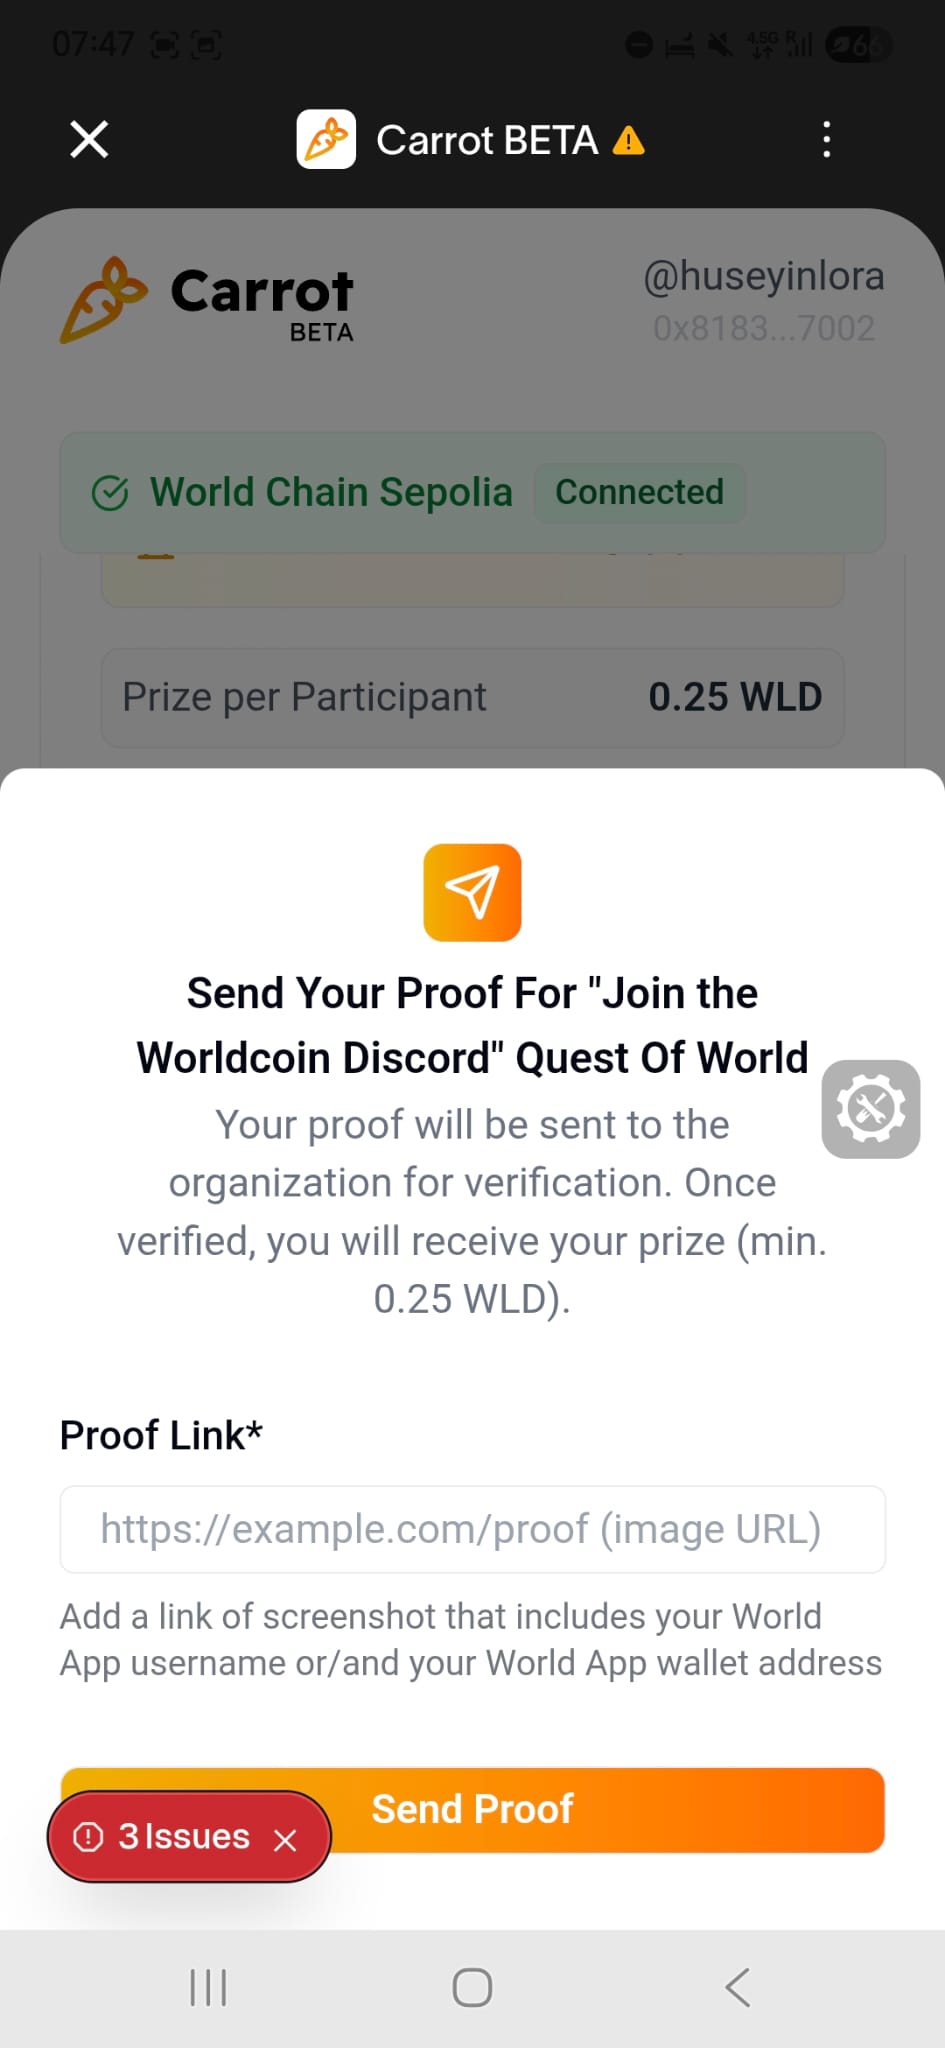 07:47
4.5G R 66
Carrot BETA
Carrot
BETA
@huseyinlora
0x8183...7002
World Chain Sepolia Connected
Prize per Participant 0.25 WLD
Send Your Proof For "Join the
Worldcoin Discord" Quest Of World
Your proof will be sent to the
organization for verification. Once
verified, you will receive your prize (min.
0.25 WLD).
Proof Link*
https://example.com/proof (image URL)
Add a link of screenshot that includes your World
App username or/and your World App wallet address
Send Proof
3 Issues